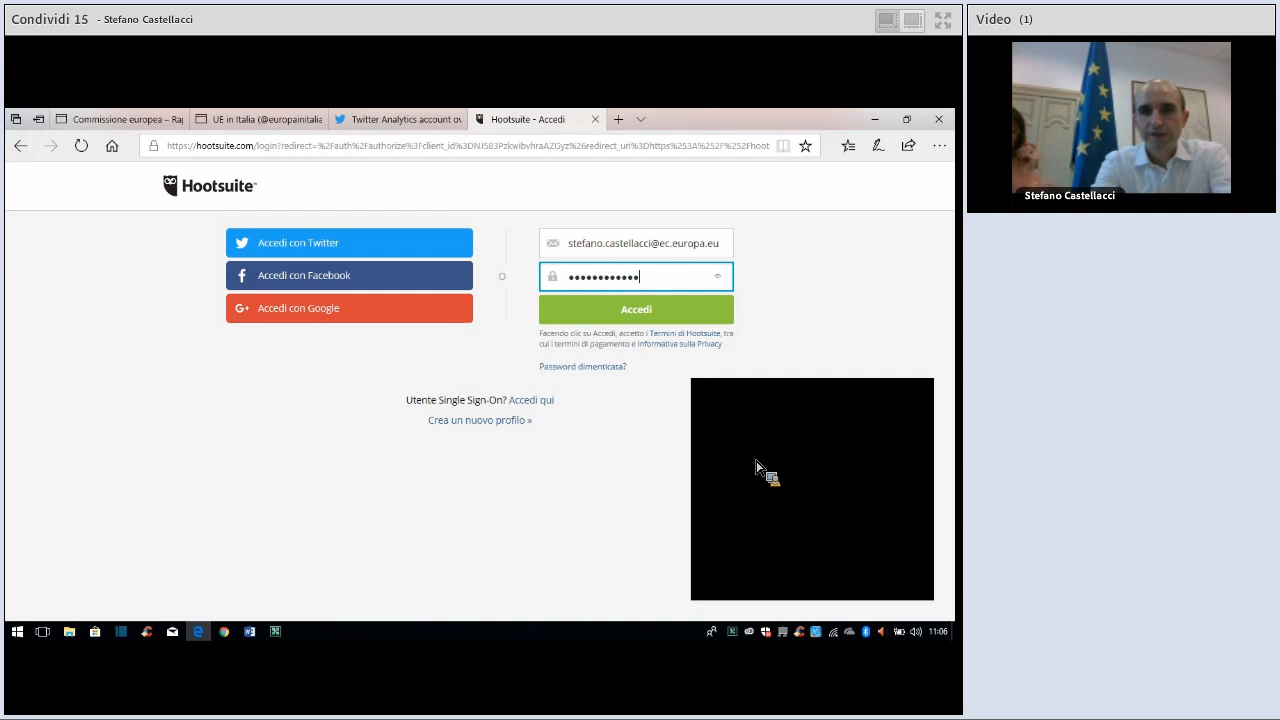 Condividi 15 - Stefano Castellacci
Video (1)
Stefano Castellacci
Commissione europea – Rap
UE in Italia (@europainitalia
Twitter Analytics account ov
Hootsuite - Accedi
https://hootsuite.com/login?redirect=%2Fauth%2Fauthorize%3Fclient_id%3DNJ583PzkwibvhraAZGyz%26redirect_uri%3Dhttps%253A%252F%252Fhoot
Hootsuite™
Accedi con Twitter
Accedi con Facebook
Accedi con Google
O
stefano.castellacci@ec.europa.eu
Accedi
Facendo clic su Accedi, accetto i Termini di Hootsuite, tra
cui i termini di pagamento e Informativa sulla Privacy
Password dimenticata?
Utente Single Sign-On? Accedi qui
Crea un nuovo profilo »
11:06